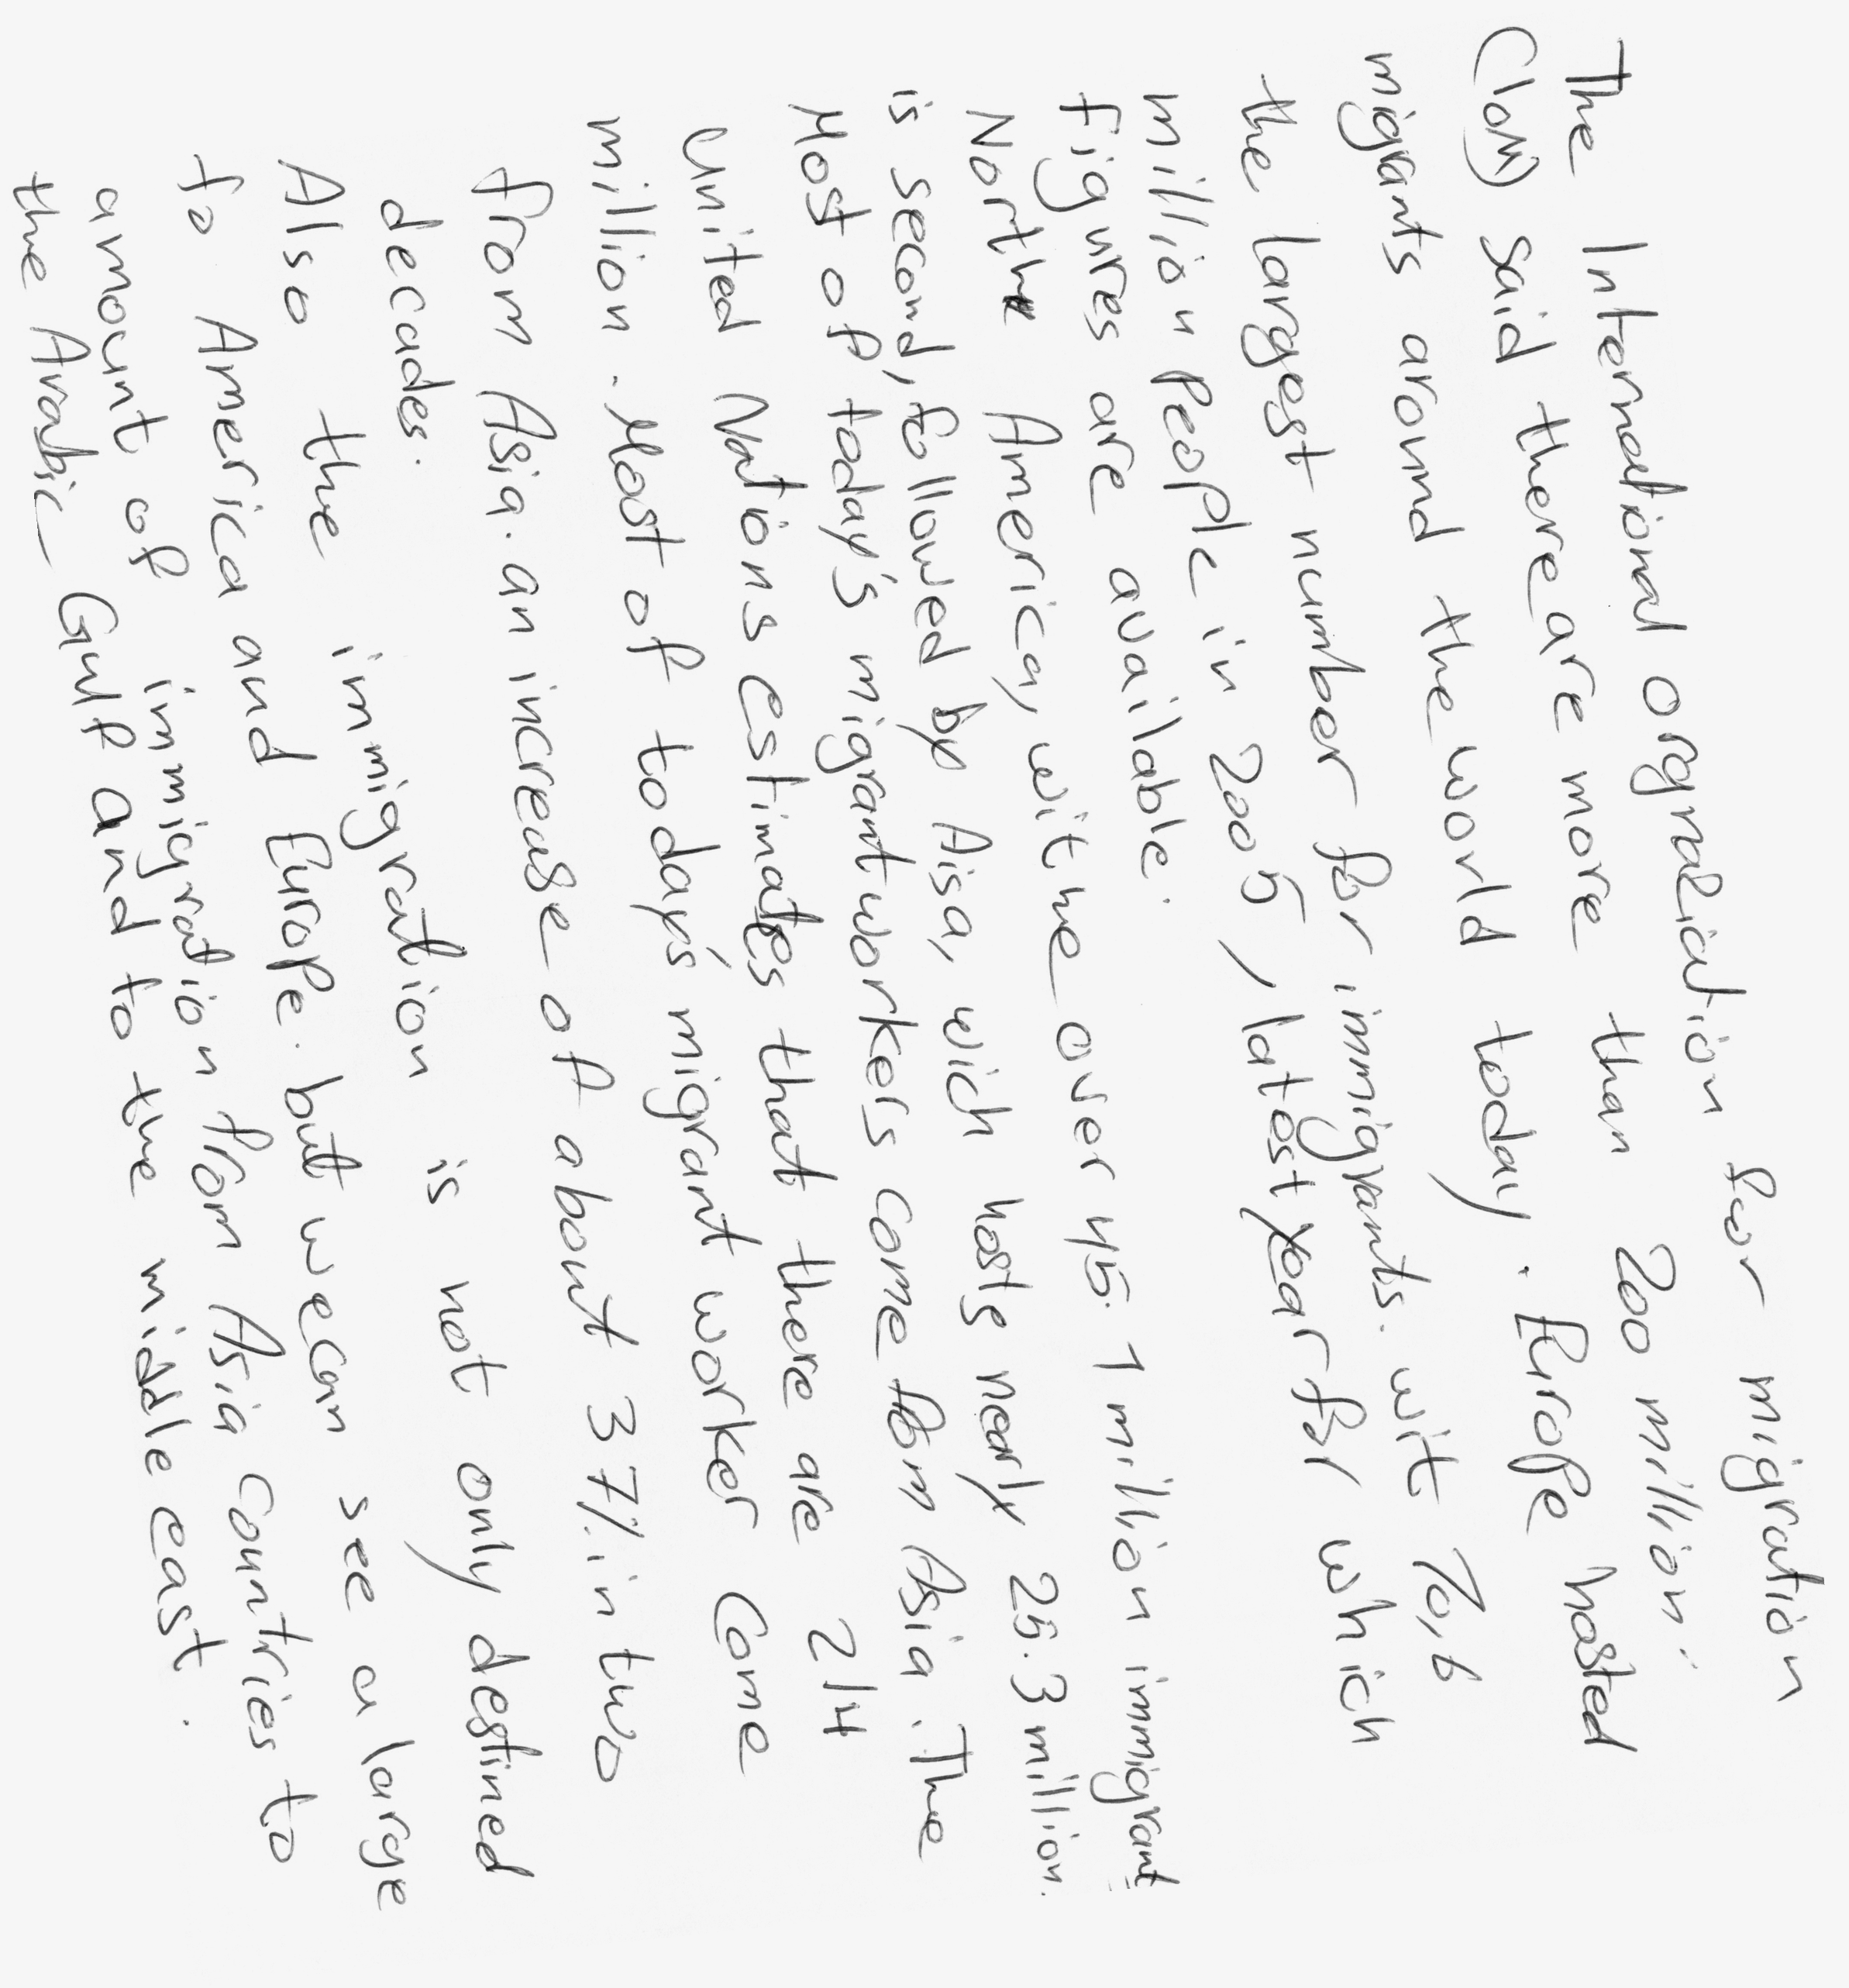 The International orgnaziation for migration
(Iom) said there are more than 200 million.
migrants around the world today. Europe hosted
the largest number for immigrants. wit 70,6
million people in 2005, latest year for which
Figures are available.
North America, withe over 45.1 million immigrant
is second, followed by Aisa, wich hosts nearly 25.3 million.
Most of today's migrant workers come from Asia. The
united Nations estimates that there are 214
million. Most of today's migrant worker come
from Asia. an increase of about 37% in two
decades.
Also the immigration is not only destined
to America and Europe. but we can see a large
amount of immigration from Asia countries to
the Arabic Gulf and to the middle east.